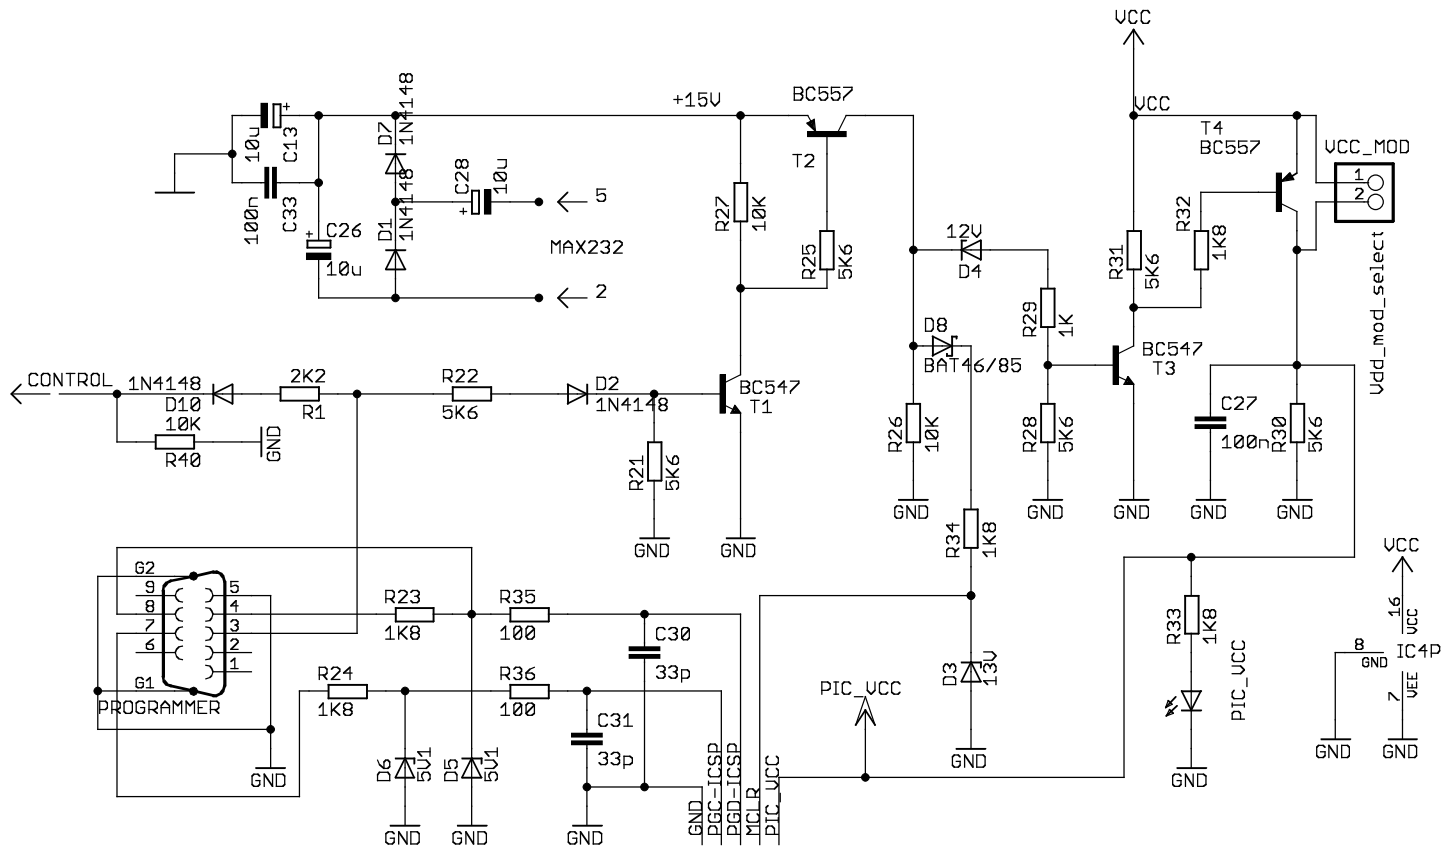 VCC
VCC
+15V
BC557
T2
T4
BC557
VCC_MOD
1
2
Vdd_mod_select
10u
C13
100n
C33
D7
1N4148
D1
1N4148
C28
10u
5
MAX232
2
C26
10u
R27
10K
R25
5K6
12V
D4
R29
1K
R31
5K6
R32
1K8
D8
BAT46/85
BC547
T3
CONTROL
1N4148
D10
2K2
R1
R22
5K6
D2
1N4148
BC547
T1
10K
R40
GND
R21
5K6
GND
GND
R26
10K
GND
R28
5K6
GND
GND
C27
100n
GND
R30
5K6
GND
R34
1K8
G2
9
8
7
6
5
4
3
2
1
G1
PROGRAMMER
GND
R23
1K8
R35
100
C30
33p
R24
1K8
R36
100
C31
33p
D6
5V1
D5
5V1
GND
GND
GND
GND
PGC-ICSP
PGD-ICSP
MCLR
PIC_VCC
PIC_VCC
D3
13V
GND
R33
1K8
PIC_VCC
GND
VCC
16
VCC
8
GND
IC4P
7
VEE
GND
GND